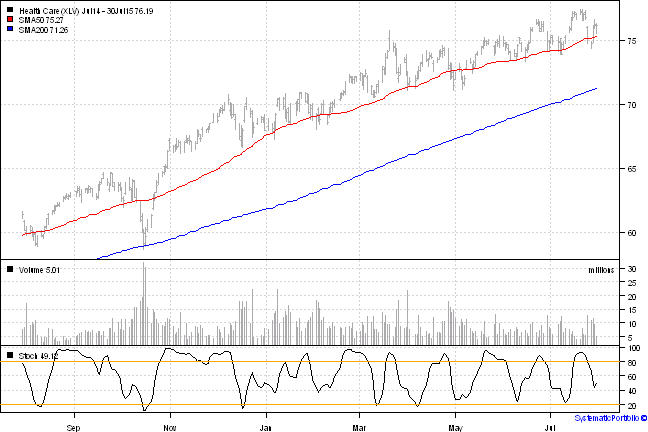 Health Care (XLV) Jul14 - 30Jul15 76.19
SMA50 75.27
SMA200 71.26
75
70
65
60
Volume 5.01
millions
30
25
20
15
10
5
Stoch 49.12
100
80
60
40
20
Sep Nov Jan Mar May Jul
SystematicPortfolio ©